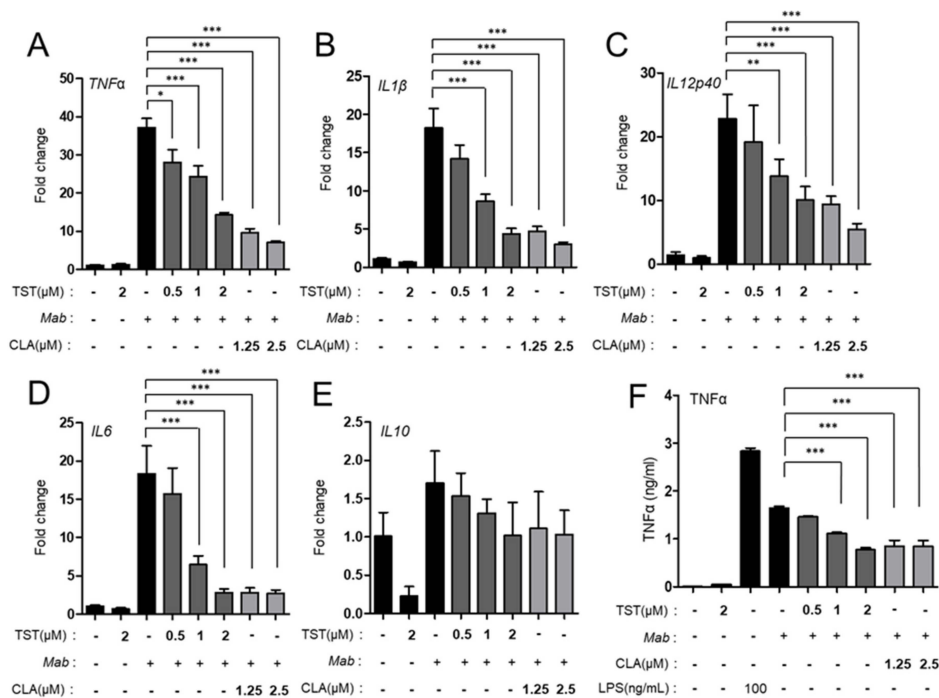 A
TNFα
Fold change
50
40
30
20
10
0
* *** *** *** ***
TST(µM) : - 2 - 0.5 1 2 - -
Mab : - - + + + + + +
CLA(µM) : - - - - - - 1.25 2.5
B
IL1β
Fold change
25
20
15
10
5
0
*** *** *** ***
TST(µM) : - 2 - 0.5 1 2 - -
Mab : - - + + + + + +
CLA(µM) : - - - - - - 1.25 2.5
C
IL12p40
Fold change
30
20
10
0
** *** *** ***
TST(µM) : - 2 - 0.5 1 2 - -
Mab : - - + + + + + +
CLA(µM) : - - - - - - 1.25 2.5
D
IL6
Fold change
25
20
15
10
5
0
*** *** *** ***
TST(µM) : - 2 - 0.5 1 2 - -
Mab : - - + + + + + +
CLA(µM) : - - - - - - 1.25 2.5
E
IL10
Fold change
2.5
2.0
1.5
1.0
0.5
0.0
TST(µM) : - 2 - 0.5 1 2 - -
Mab : - - + + + + + +
CLA(µM) : - - - - - - 1.25 2.5
F
TNFα
TNFα (ng/ml)
4
3
2
1
0
*** *** *** ***
TST(µM) : - 2 - - 0.5 1 2 - -
Mab : - - - + + + + + +
CLA(µM) : - - - - - - - 1.25 2.5
LPS(ng/mL) : - - 100 - - - - - -